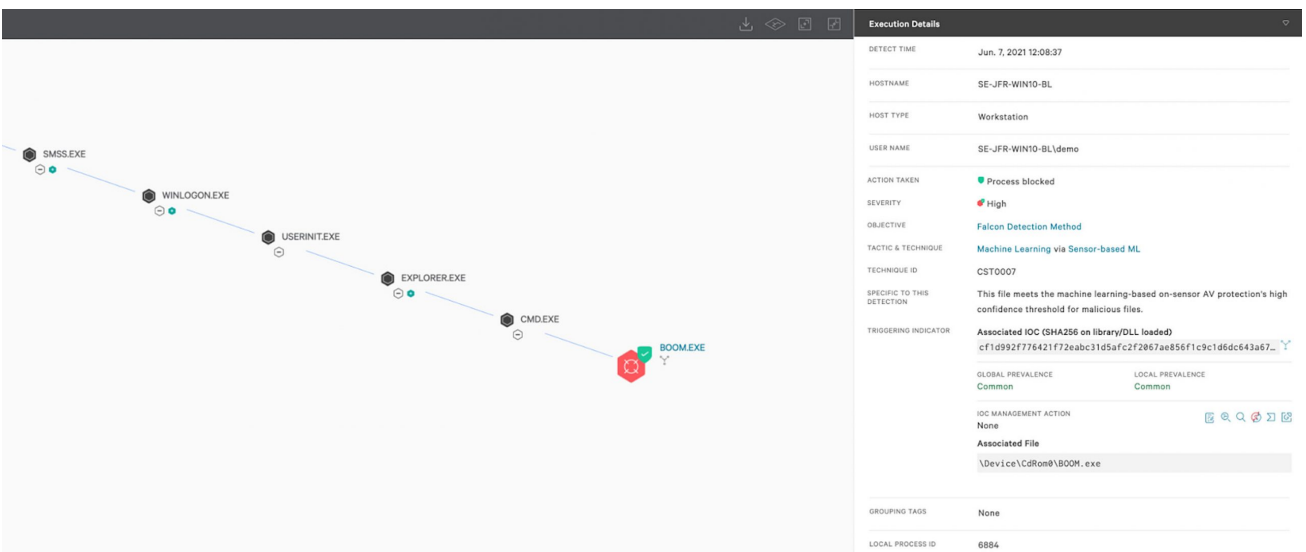 SMSS.EXE
WINLOGON.EXE
USERINIT.EXE
EXPLORER.EXE
CMD.EXE
BOOM.EXE
Execution Details
DETECT TIME
Jun. 7, 2021 12:08:37
HOSTNAME
SE-JFR-WIN10-BL
HOST TYPE
Workstation
USER NAME
SE-JFR-WIN10-BL\demo
ACTION TAKEN
Process blocked
SEVERITY
High
OBJECTIVE
Falcon Detection Method
TACTIC & TECHNIQUE
Machine Learning via Sensor-based ML
TECHNIQUE ID
CST0007
SPECIFIC TO THIS
DETECTION
This file meets the machine learning-based on-sensor AV protection's high
confidence threshold for malicious files.
TRIGGERING INDICATOR
Associated IOC (SHA256 on library/DLL loaded)
cf1d992f776421f72eabc31d5afc2f2067ae856f1c9c1d6dc643a67…
GLOBAL PREVALENCE
Common
LOCAL PREVALENCE
Common
IOC MANAGEMENT ACTION
None
Associated File
\Device\CdRom0\BOOM.exe
GROUPING TAGS
None
LOCAL PROCESS ID
6884